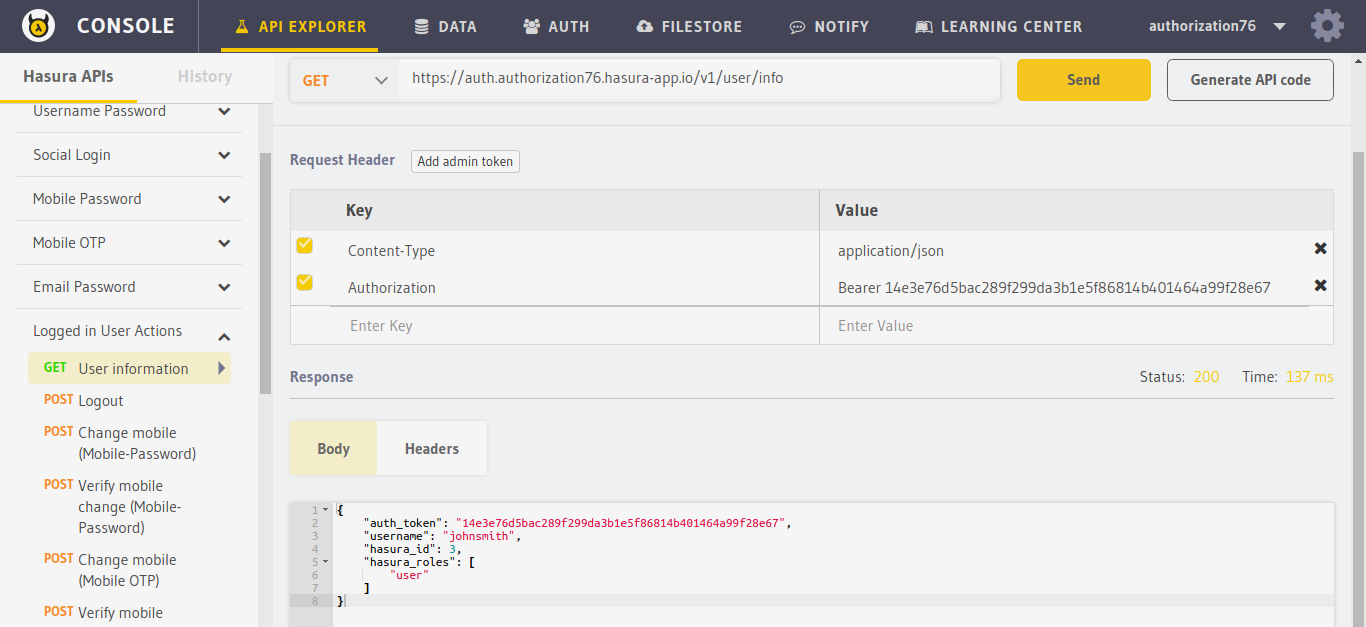 CONSOLE
API EXPLORER
DATA
AUTH
FILESTORE
NOTIFY
LEARNING CENTER
authorization76
Hasura APIs
History
Username Password
Social Login
Mobile Password
Mobile OTP
Email Password
Logged in User Actions
GET User information
POST Logout
POST Change mobile
(Mobile-Password)
POST Verify mobile
change (Mobile-
Password)
POST Change mobile
(Mobile OTP)
POST Verify mobile
GET
https://auth.authorization76.hasura-app.io/v1/user/info
Send
Generate API code
Request Header
Add admin token
Key Value
Content-Type application/json
Authorization Bearer 14e3e76d5bac289f299da3b1e5f86814b401464a99f28e67
Enter Key Enter Value
Response
Status: 200 Time: 137 ms
Body Headers
1 {
2 "auth_token": "14e3e76d5bac289f299da3b1e5f86814b401464a99f28e67",
3 "username": "johnsmith",
4 "hasura_id": 3,
5 "hasura_roles": [
6 "user"
7 ]
8 }